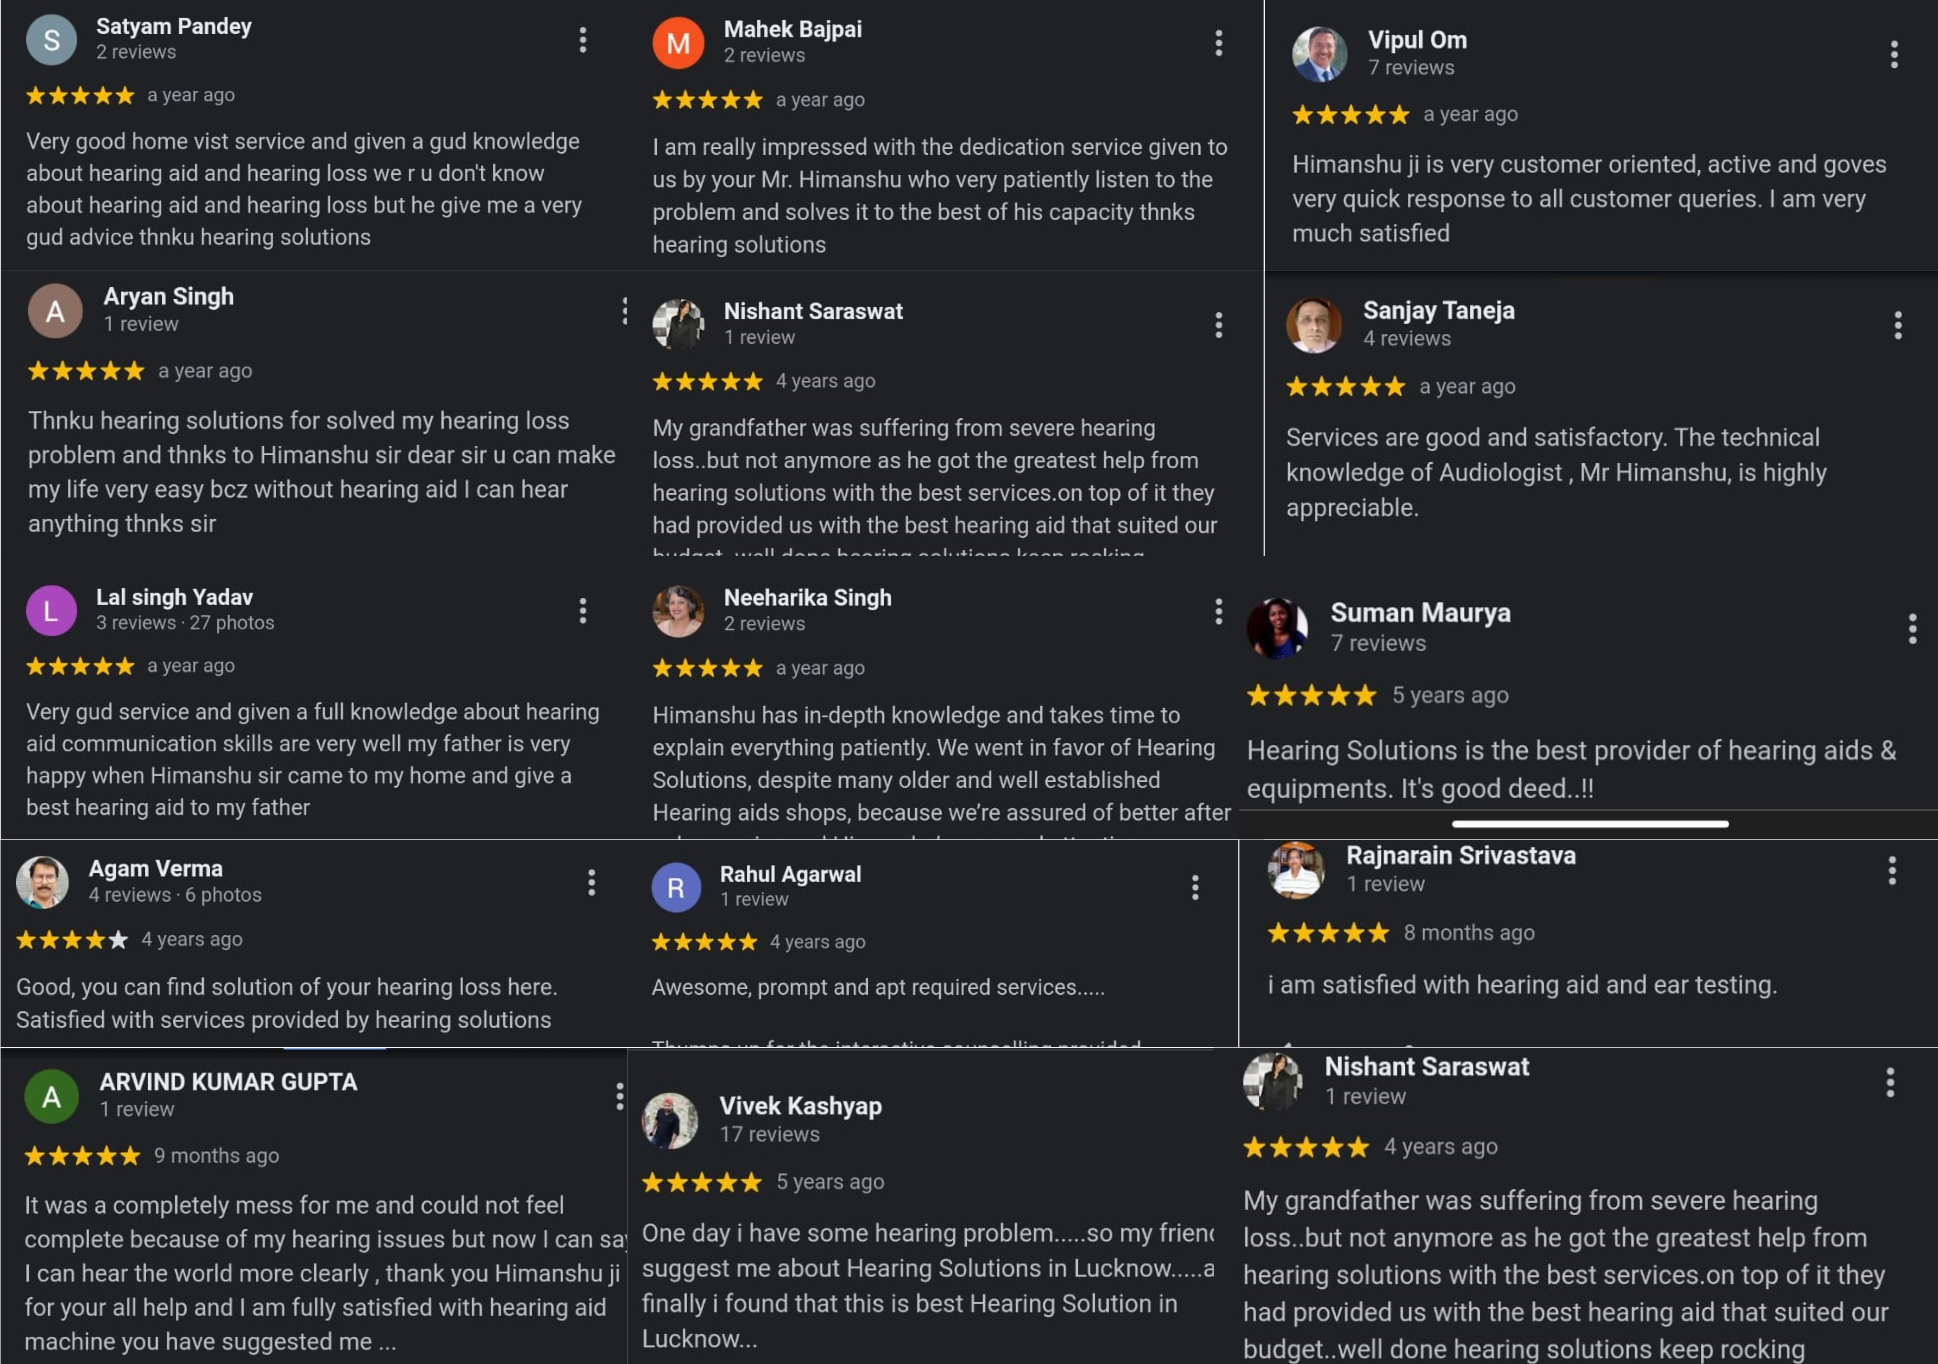 S
Satyam Pandey
2 reviews
a year ago
Very good home vist service and given a gud knowledge
about hearing aid and hearing loss we r u don't know
about hearing aid and hearing loss but he give me a very
gud advice thnku hearing solutions
M
Mahek Bajpai
2 reviews
a year ago
I am really impressed with the dedication service given to
us by your Mr. Himanshu who very patiently listen to the
problem and solves it to the best of his capacity thnks
hearing solutions
Vipul Om
7 reviews
a year ago
Himanshu ji is very customer oriented, active and goves
very quick response to all customer queries. I am very
much satisfied
A
Aryan Singh
1 review
a year ago
Thnku hearing solutions for solved my hearing loss
problem and thnks to Himanshu sir dear sir u can make
my life very easy bcz without hearing aid I can hear
anything thnks sir
Nishant Saraswat
1 review
4 years ago
My grandfather was suffering from severe hearing
loss..but not anymore as he got the greatest help from
hearing solutions with the best services.on top of it they
had provided us with the best hearing aid that suited our
budget..well done hearing solutions keep rocking
Sanjay Taneja
4 reviews
a year ago
Services are good and satisfactory. The technical
knowledge of Audiologist , Mr Himanshu, is highly
appreciable.
L
Lal singh Yadav
3 reviews · 27 photos
a year ago
Very gud service and given a full knowledge about hearing
aid communication skills are very well my father is very
happy when Himanshu sir came to my home and give a
best hearing aid to my father
Neeharika Singh
2 reviews
a year ago
Himanshu has in-depth knowledge and takes time to
explain everything patiently. We went in favor of Hearing
Solutions, despite many older and well established
Hearing aids shops, because we’re assured of better after
Suman Maurya
7 reviews
5 years ago
Hearing Solutions is the best provider of hearing aids &
equipments. It's good deed..!!
Agam Verma
4 reviews · 6 photos
4 years ago
Good, you can find solution of your hearing loss here.
Satisfied with services provided by hearing solutions
R
Rahul Agarwal
1 review
4 years ago
Awesome, prompt and apt required services.....
Thumps up for the interactive counselling provided
Rajnarain Srivastava
1 review
8 months ago
i am satisfied with hearing aid and ear testing.
A
ARVIND KUMAR GUPTA
1 review
9 months ago
It was a completely mess for me and could not feel
complete because of my hearing issues but now I can say
I can hear the world more clearly , thank you Himanshu ji
for your all help and I am fully satisfied with hearing aid
machine you have suggested me ...
Vivek Kashyap
17 reviews
5 years ago
One day i have some hearing problem.....so my frienc
suggest me about Hearing Solutions in Lucknow.....a
finally i found that this is best Hearing Solution in
Lucknow...
Nishant Saraswat
1 review
4 years ago
My grandfather was suffering from severe hearing
loss..but not anymore as he got the greatest help from
hearing solutions with the best services.on top of it they
had provided us with the best hearing aid that suited our
budget..well done hearing solutions keep rocking